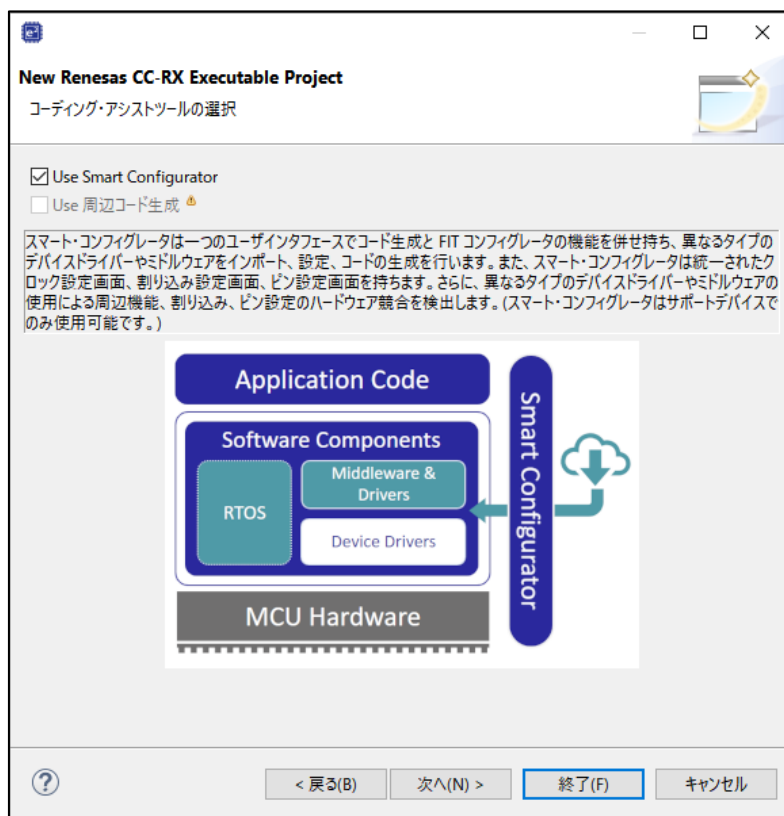 New Renesas CC-RX Executable Project
コーディング・アシストツールの選択
Use Smart Configurator
Use 周辺コード生成
スマート・コンフィグレータは一つのユーザインタフェースでコード生成と FIT コンフィグレータの機能を併せ持ち、異なるタイプの
デバイスドライバーやミドルウェアをインポート、設定、コードの生成を行います。また、スマート・コンフィグレータは統一されたク
ロック設定画面、割り込み設定画面、ピン設定画面を持ちます。さらに、異なるタイプのデバイスドライバーやミドルウェアの
使用による周辺機能、割り込み、ピン設定のハードウェア競合を検出します。(スマート・コンフィグレータはサポートデバイスで
のみ使用可能です。)
Application Code
Software Components
RTOS
Middleware &
Drivers
Device Drivers
MCU Hardware
Smart Configurator
< 戻る(B)
次へ(N) >
終了(F)
キャンセル